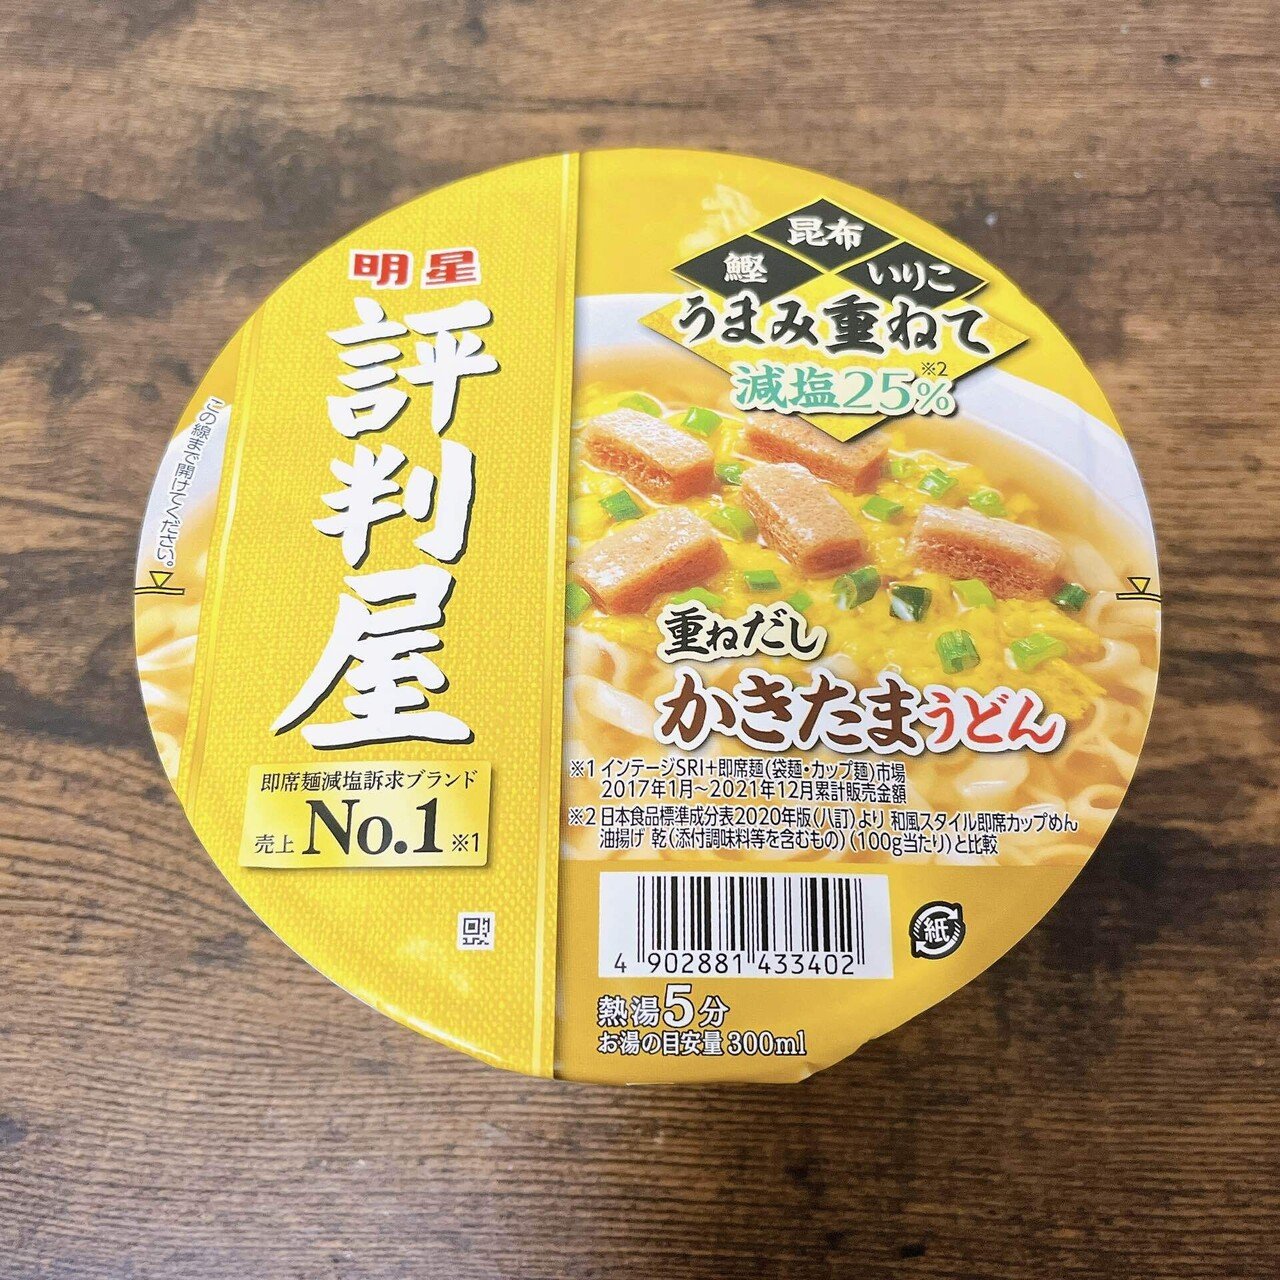 明星
評判屋
即席麺減塩訴求ブランド
売上 No.1 ※1
この線まで開けてください。
昆布
鰹 いりこ
うまみ重ねて
減塩25% ※2
重ねだし
かきたまうどん
※1 インテージSRI+即席麺(袋麺・カップ麺)市場
2017年1月～2021年12月累計販売金額
※2 日本食品標準成分表2020年版(八訂)より 和風スタイル即席カップめん
油揚げ 乾(添付調味料等を含むもの)(100g当たり)と比較
4 902881 433402
紙
熱湯5分
お湯の目安量 300ml